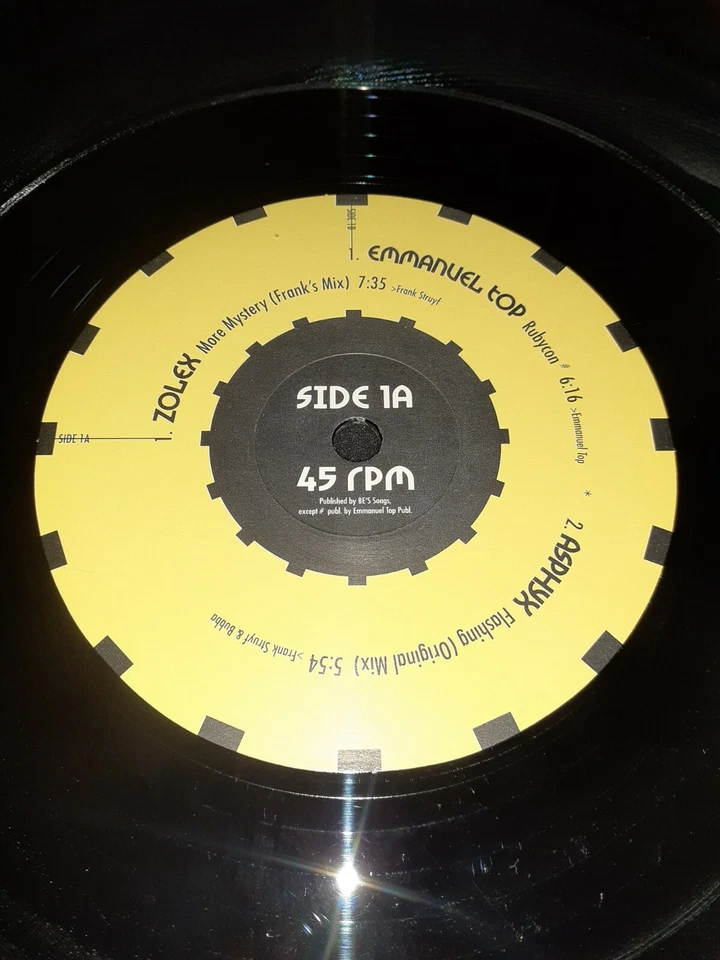 SIDE 1A
1. ZOLEX More Mystery (Frank's Mix) 7:35 >Frank Struyf
SIDE 1B
1. EMMANUEL TOP Rubycon # 6:16 >Emmanuel Top
*
2. ASPHYX Flashing (Original Mix) 5:54 >Frank Struyf & Bubba
SIDE 1A
45 rpm
Published by BE'S Songs,
except # publ. by Emmanuel Top Publ.